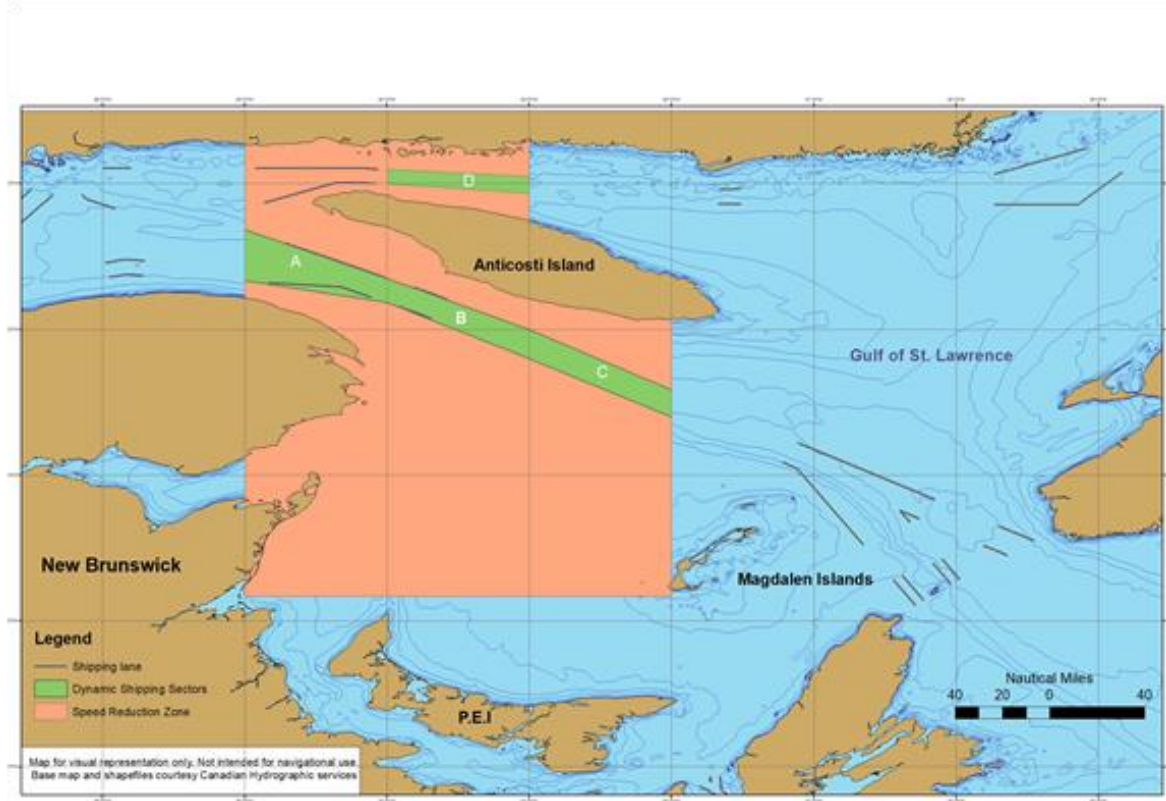 D
A
Anticosti Island
B
Gulf of St. Lawrence
C
New Brunswick
Magdalen Islands
Legend
Shipping lane
Dynamic Shipping Sectors
Speed Reduction Zone
P.E.I
Nautical Miles
40 20 0 40
Map for visual representation only. Not intended for navigational use.
Base map and shapefiles courtesy Canadian Hydrographic services